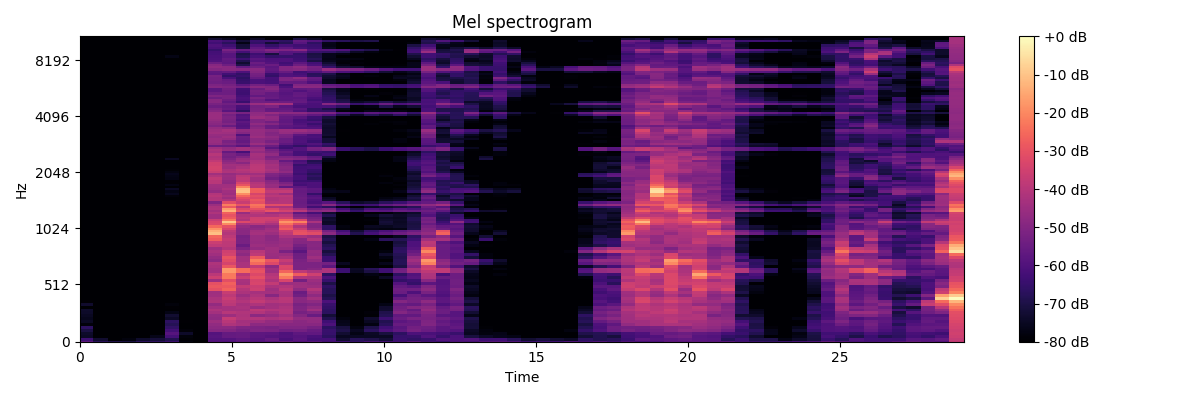 Mel spectrogram
Hz
8192
4096
2048
1024
512
0
0 5 10 15 20 25
Time
+0 dB
-10 dB
-20 dB
-30 dB
-40 dB
-50 dB
-60 dB
-70 dB
-80 dB